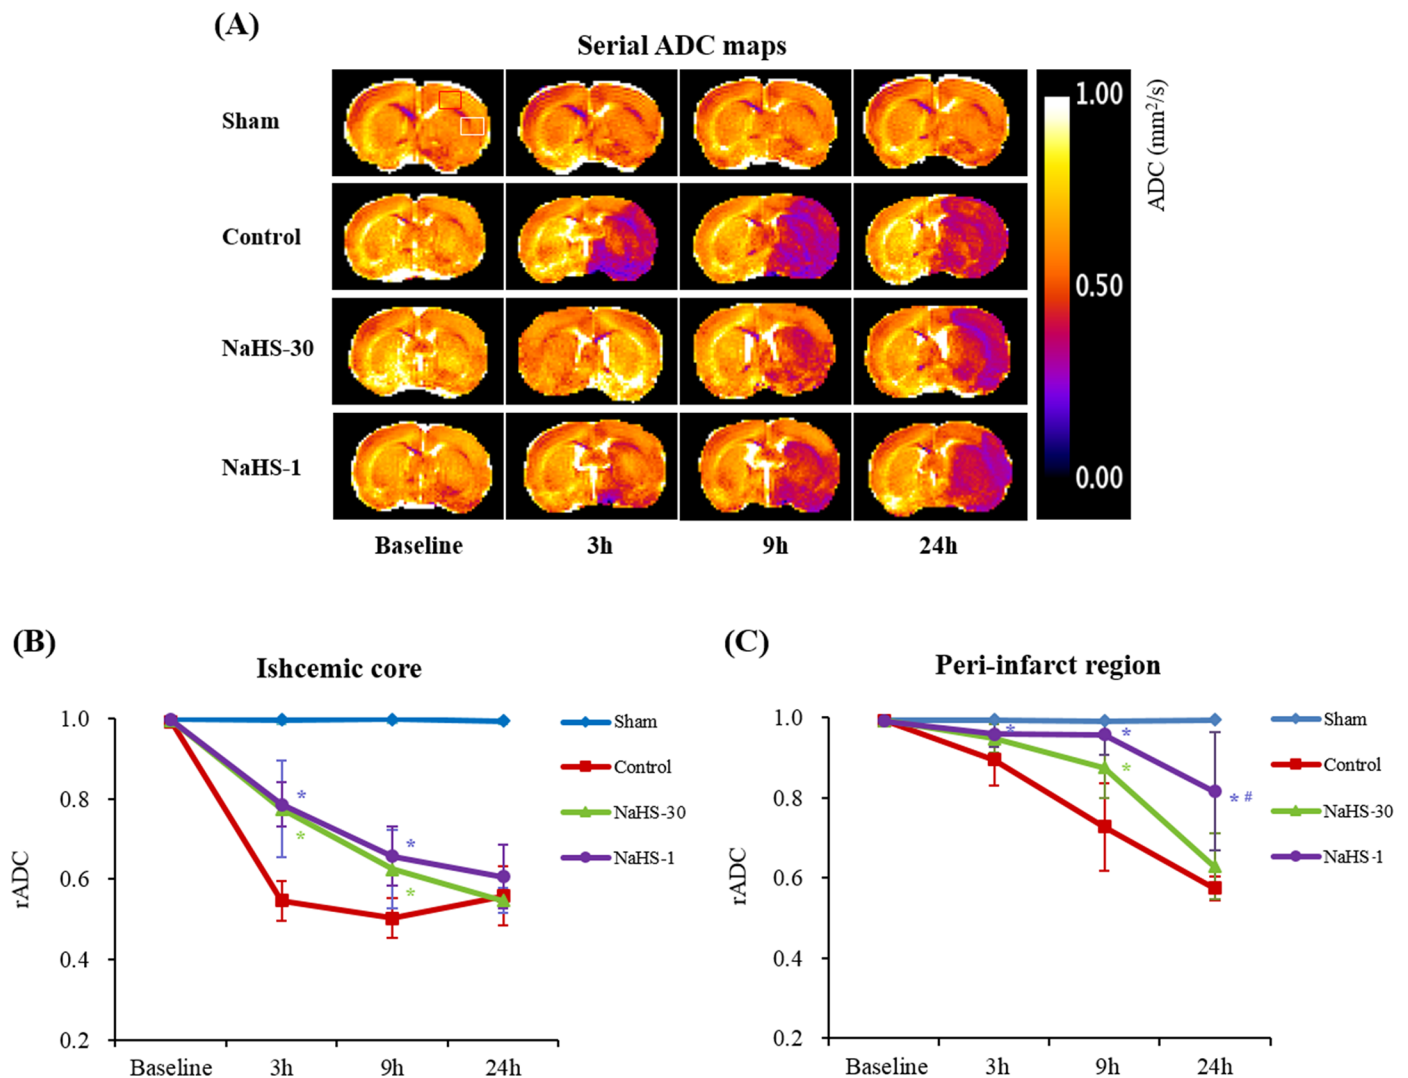 (A)
Serial ADC maps
Sham
Control
NaHS-30
NaHS-1
Baseline 3h 9h 24h
1.00
0.50
0.00
ADC (mm²/s)
(B)
Ishcemic core
rADC
1.0
0.8
0.6
0.4
0.2
Baseline 3h 9h 24h
* * * *
Sham
Control
NaHS-30
NaHS-1
(C)
Peri-infarct region
rADC
1.0
0.8
0.6
0.4
0.2
Baseline 3h 9h 24h
* * * * #
Sham
Control
NaHS-30
NaHS-1